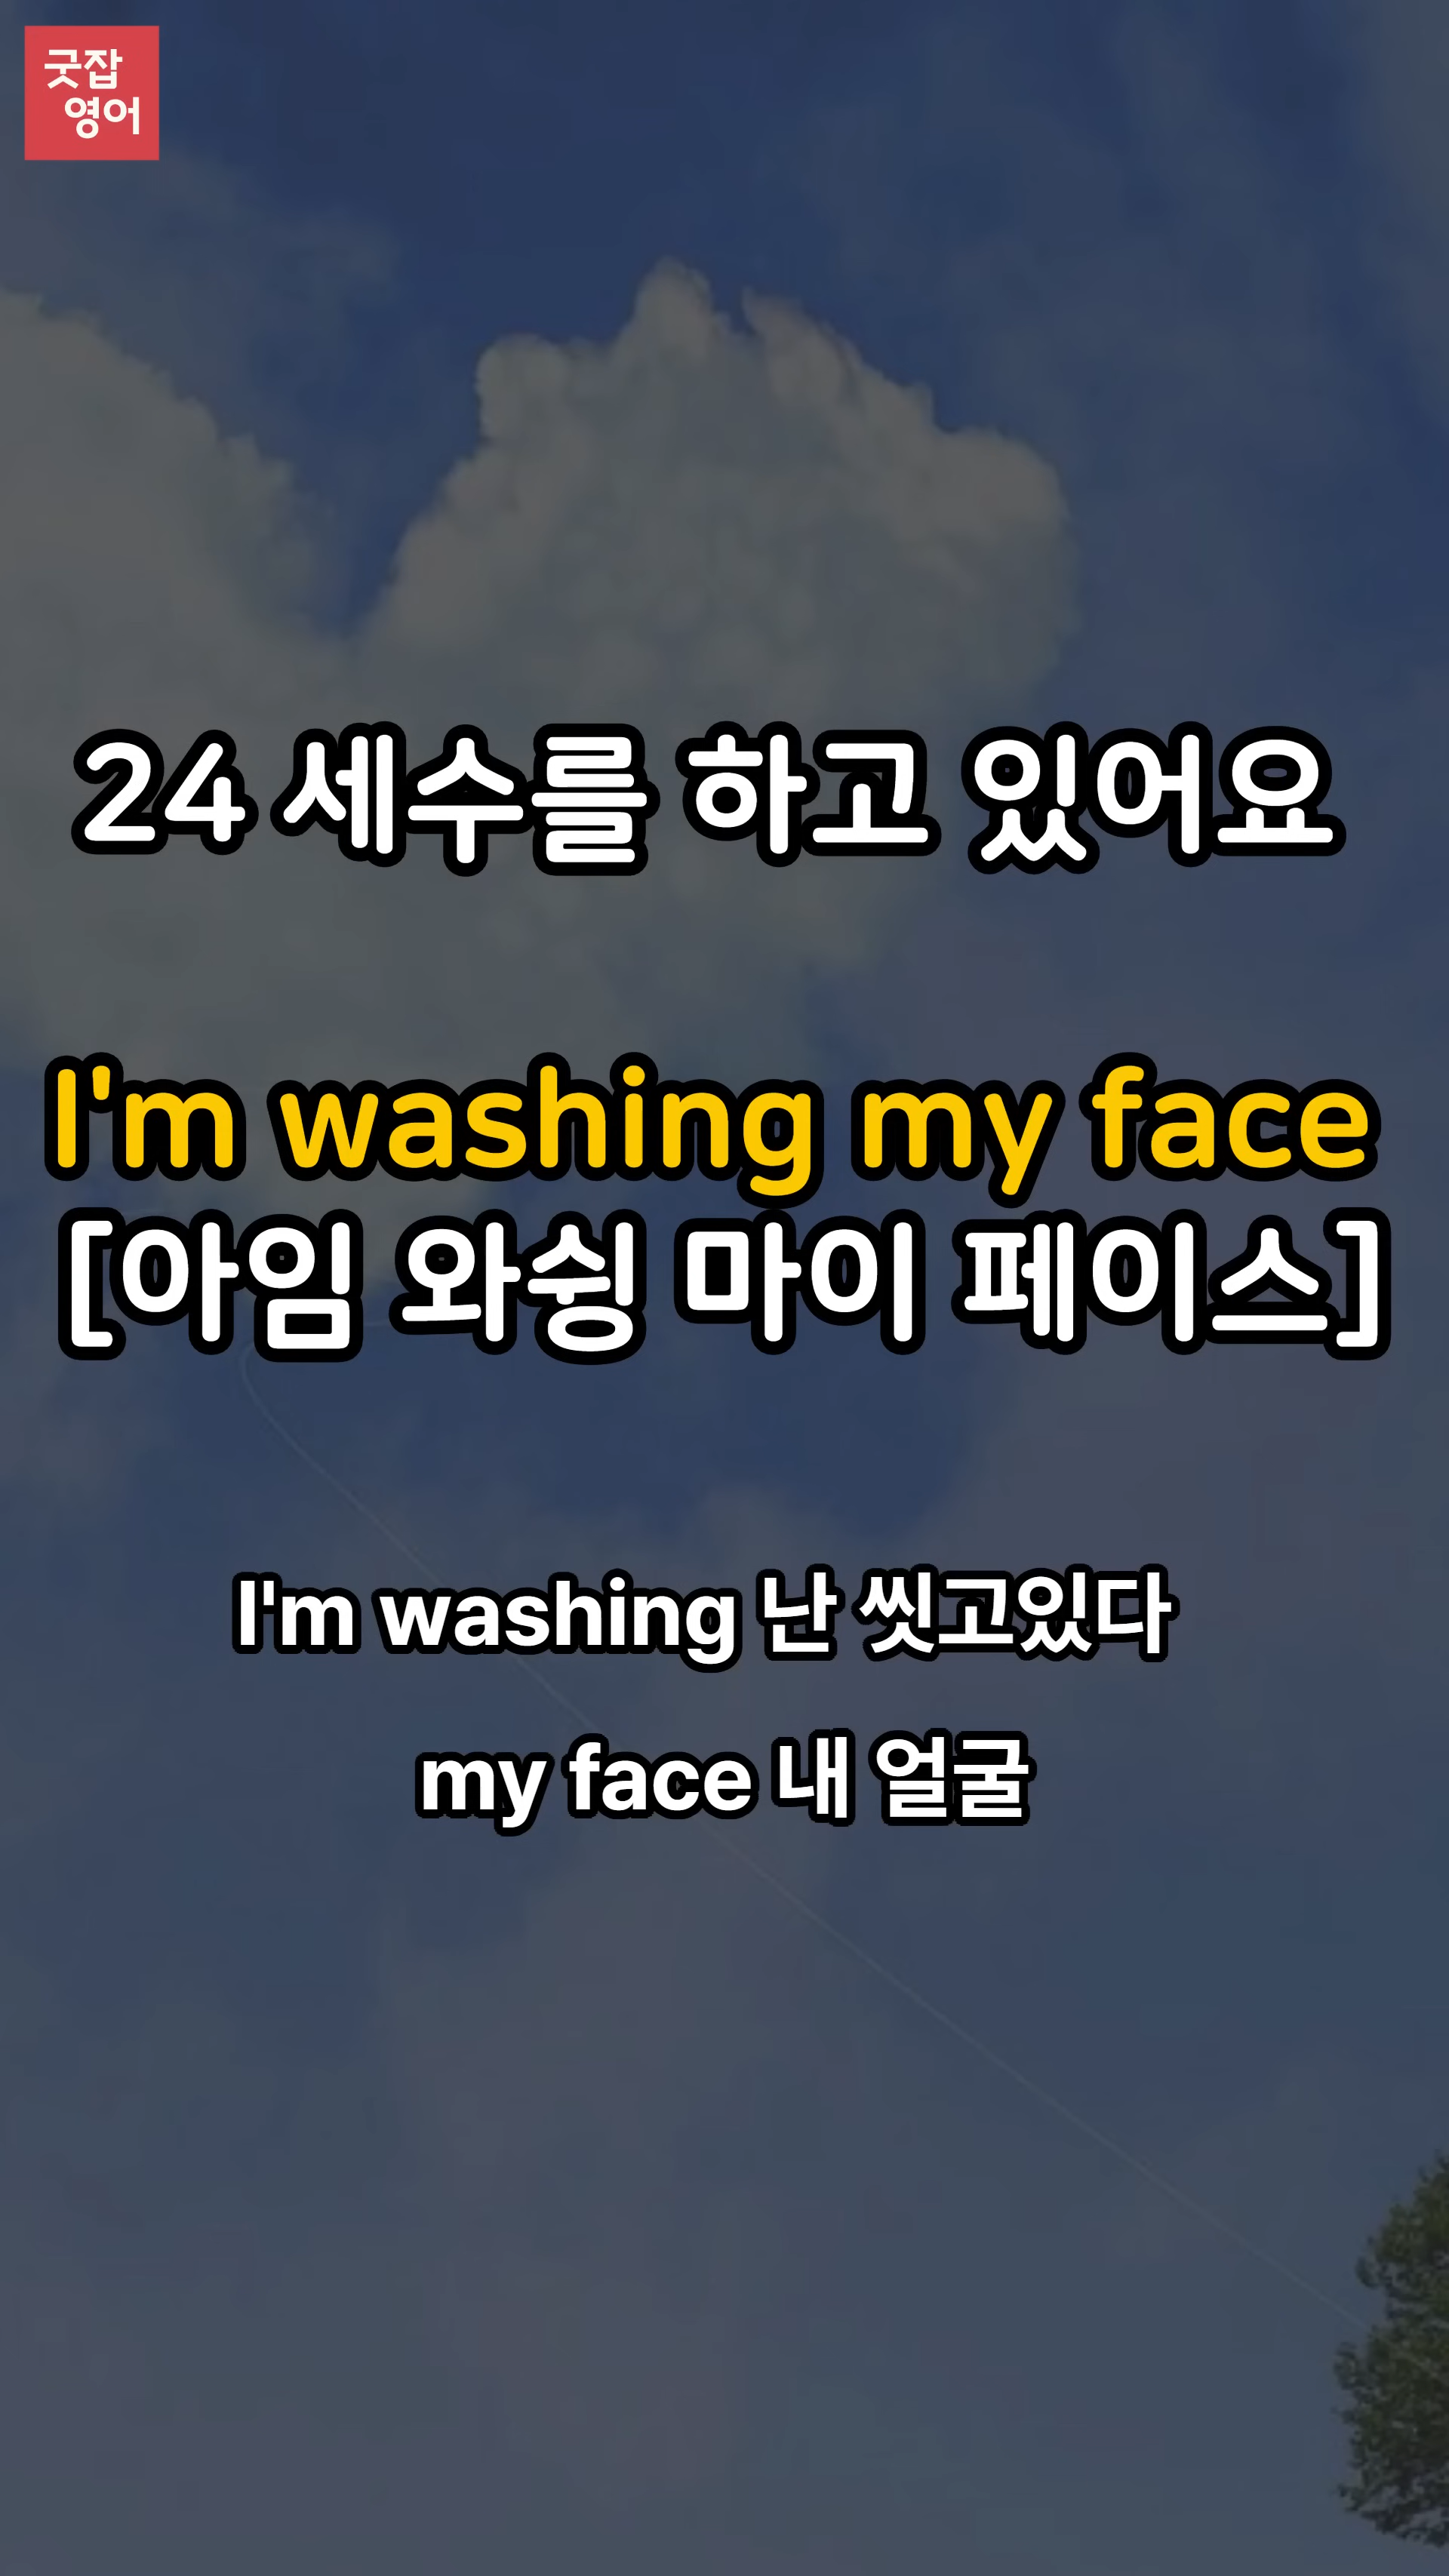 굿잡
영어
24 세수를 하고 있어요
I'm washing my face
[아임 와슁 마이 페이스]
I'm washing 난 씻고있다
my face 내 얼굴